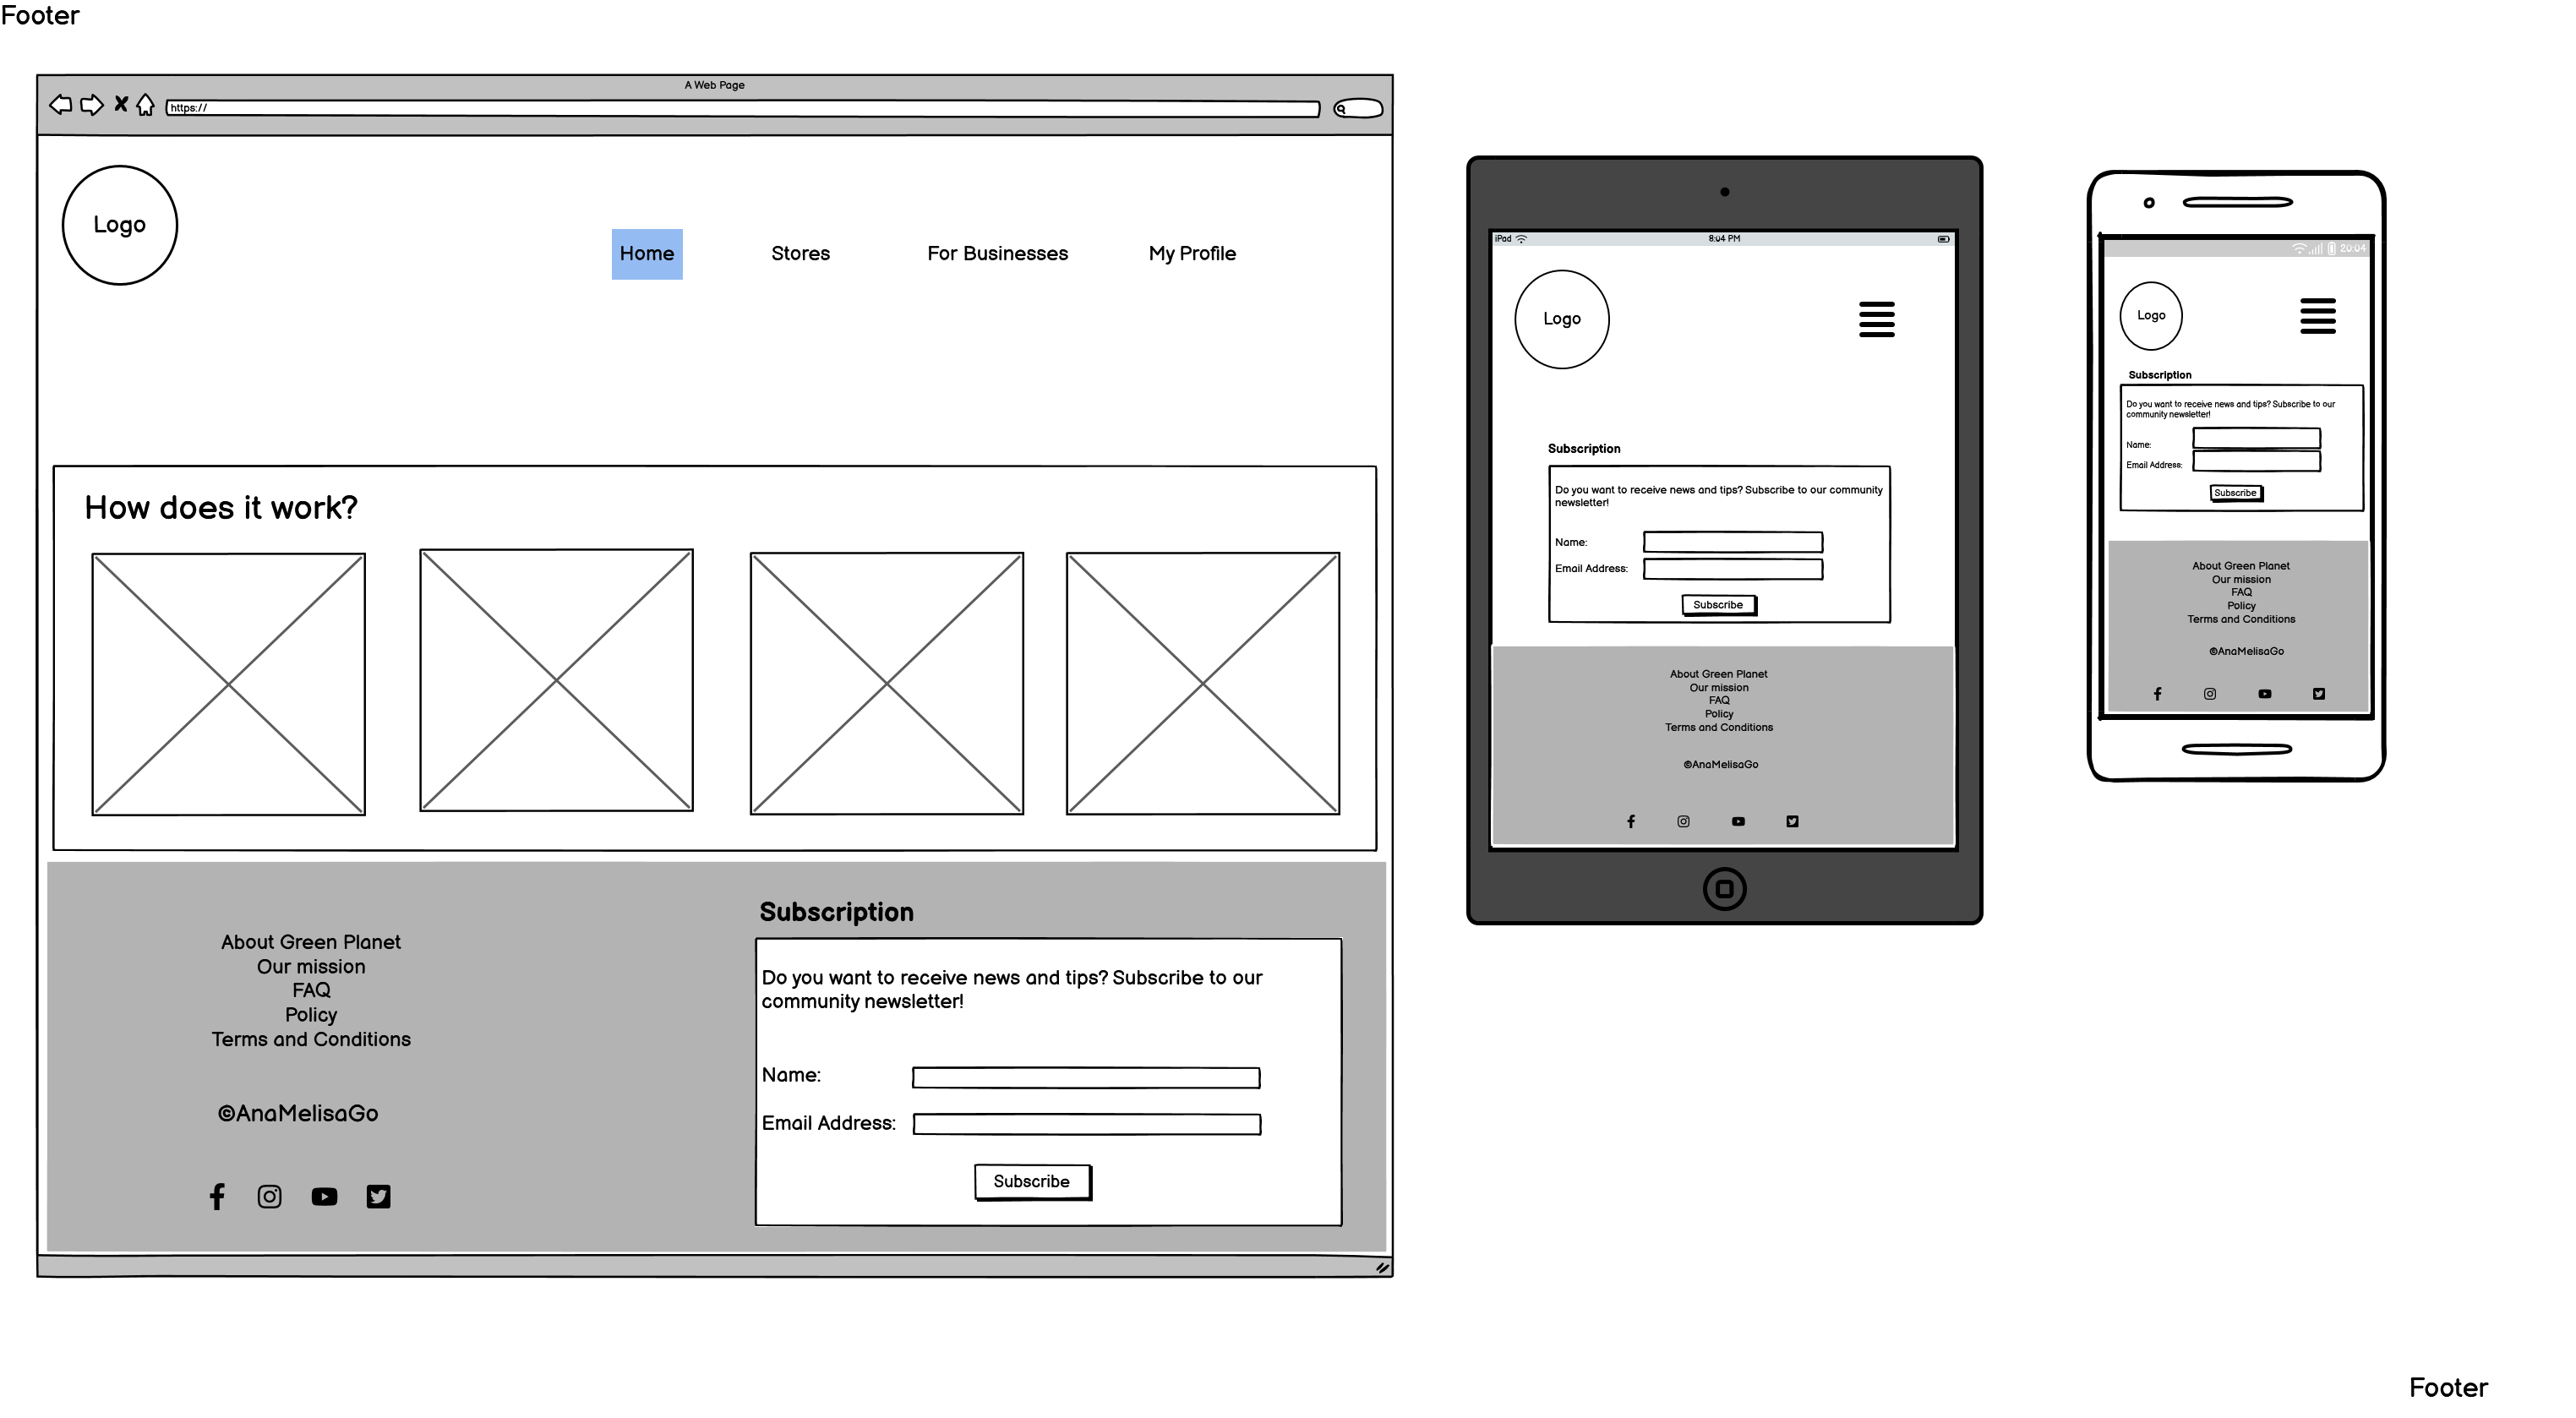 Footer
A Web Page
https://
Logo
Home
Stores
For Businesses
My Profile
How does it work?
About Green Planet
Our mission
FAQ
Policy
Terms and Conditions
©AnaMelisaGo
Subscription
Do you want to receive news and tips? Subscribe to our
community newsletter!
Name:
Email Address:
Subscribe
iPad
8:04 PM
Logo
Subscription
Do you want to receive news and tips? Subscribe to our community
newsletter!
Name:
Email Address:
Subscribe
About Green Planet
Our mission
FAQ
Policy
Terms and Conditions
©AnaMelisaGo
20:04
Logo
Subscription
Do you want to receive news and tips? Subscribe to our
community newsletter!
Name:
Email Address:
Subscribe
About Green Planet
Our mission
FAQ
Policy
Terms and Conditions
©AnaMelisaGo
Footer